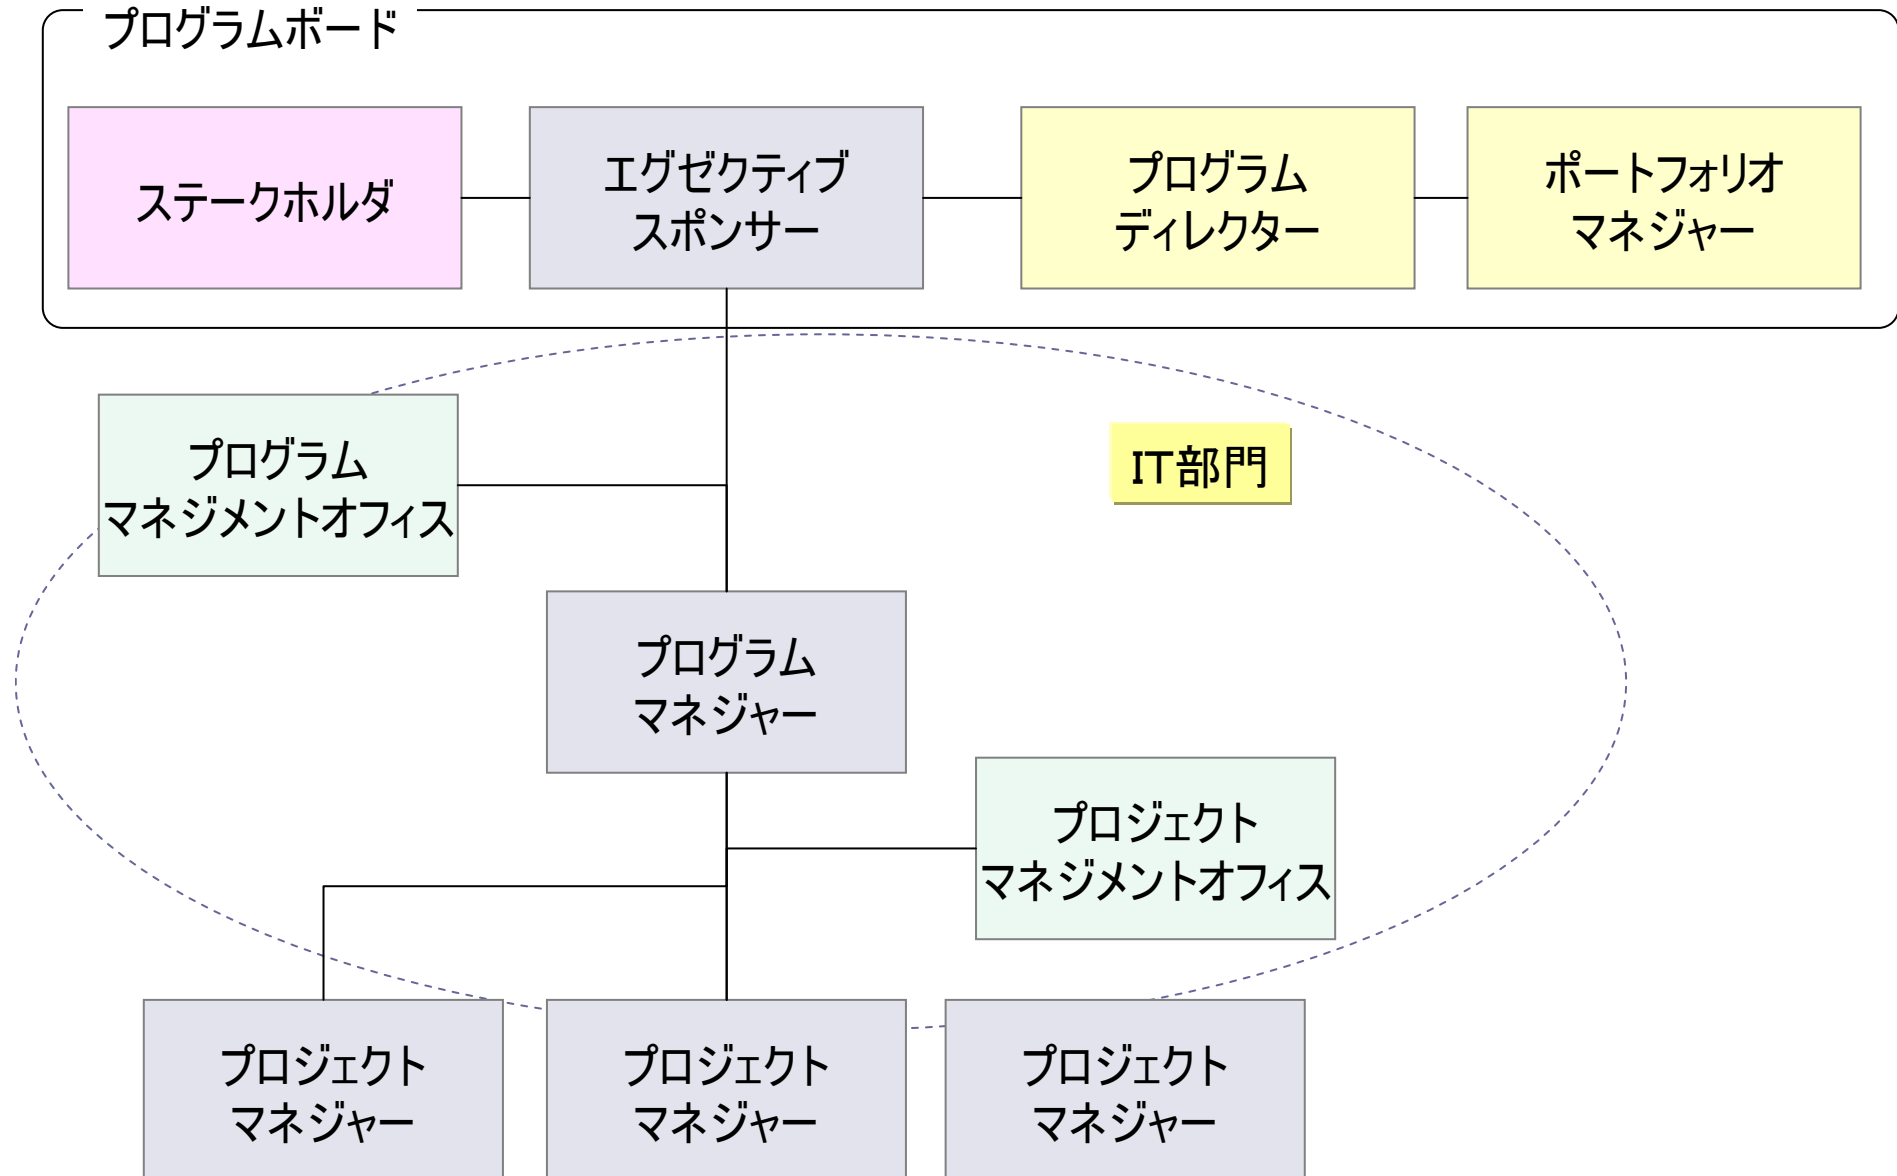 プログラムボード
ステークホルダ
エグゼクティブ
スポンサー
プログラム
ディレクター
ポートフォリオ
マネジャー
プログラム
マネジメントオフィス
IT部門
プログラム
マネジャー
プロジェクト
マネジメントオフィス
プロジェクト
マネジャー
プロジェクト
マネジャー
プロジェクト
マネジャー